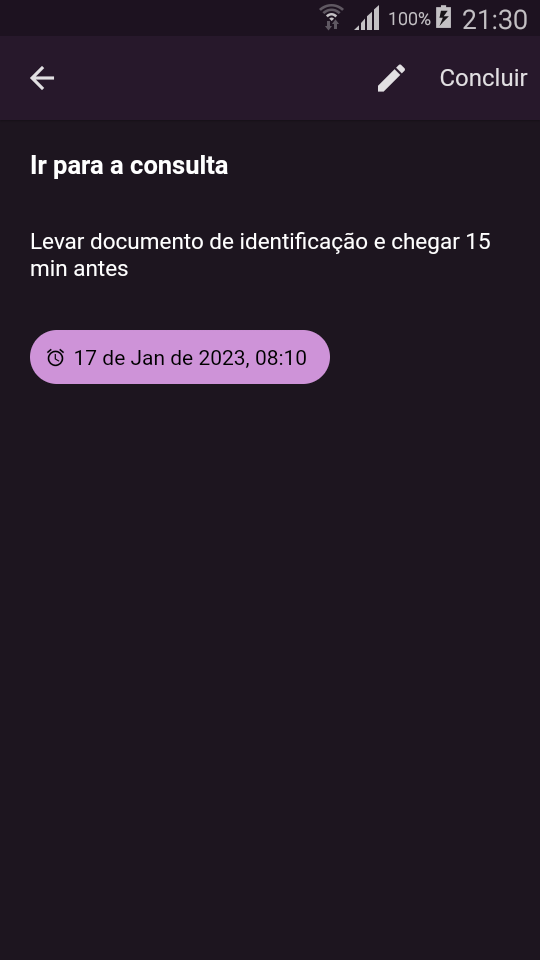 100% 21:30
Concluir
Ir para a consulta
Levar documento de identificação e chegar 15
min antes
17 de Jan de 2023, 08:10